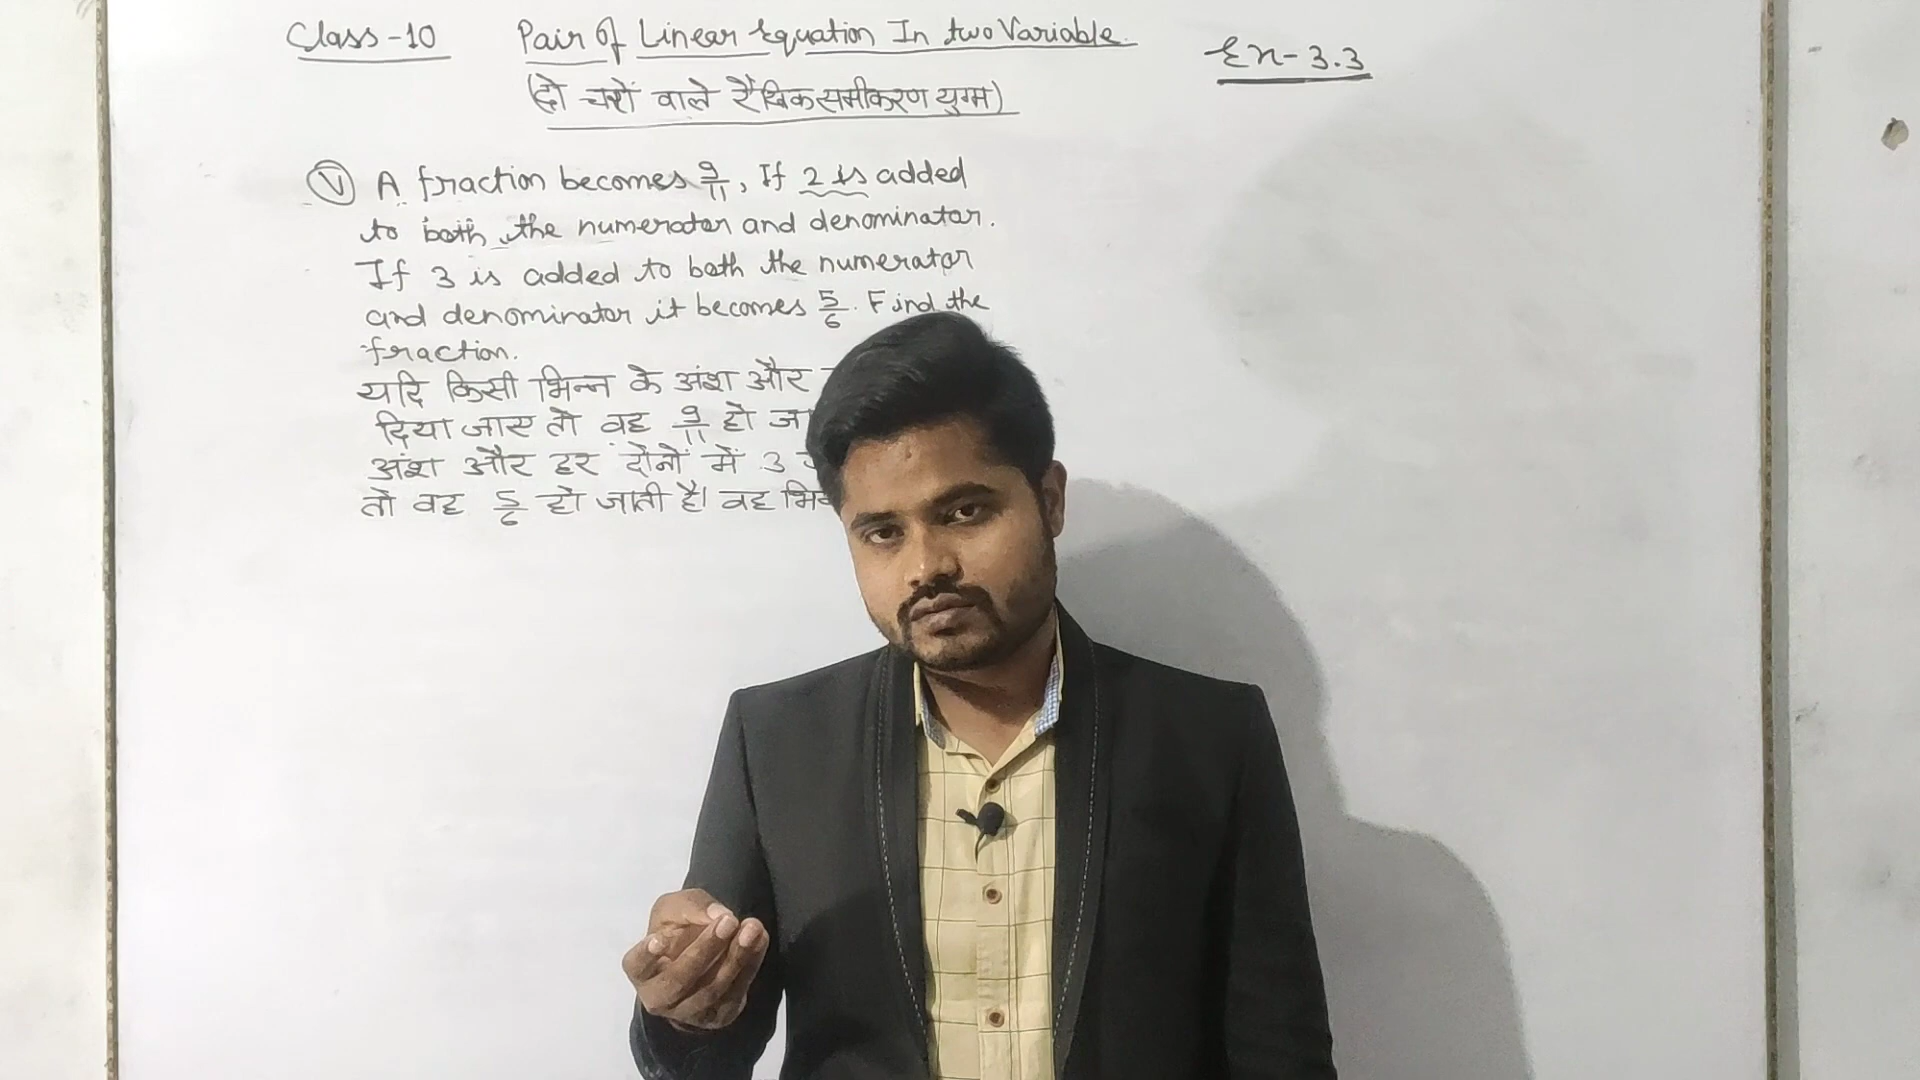 Class-10 Pair Of Linear Equation In two Variable. Ex-3.3
(दो चरों वाले रैखिक समीकरण युग्म)
(V) A fraction becomes 9/11, If 2 is added
to both the numerator and denominator.
If 3 is added to both the numerator
and denominator it becomes 5/6. Find the
fraction.
यदि किसी भिन्न के अंश और
दिया जाए तो वह 9/11 हो
अंश और हर दोनों में 3
तो वह 5/6 हो जाती है। वह